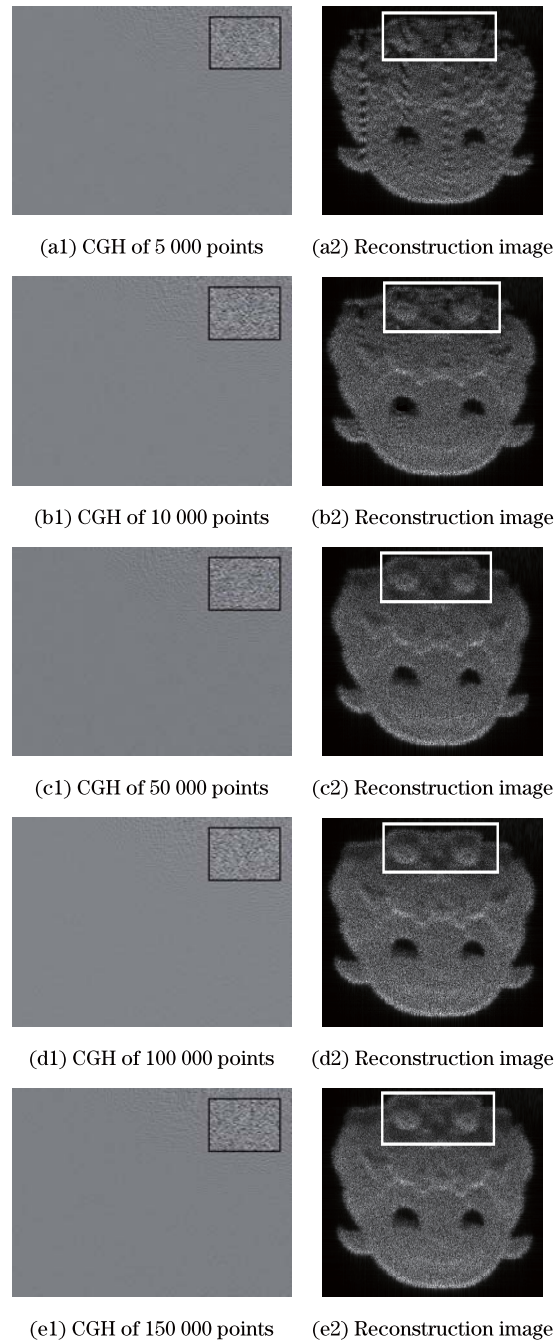 (a1) CGH of 5 000 points
(a2) Reconstruction image
(b1) CGH of 10 000 points
(b2) Reconstruction image
(c1) CGH of 50 000 points
(c2) Reconstruction image
(d1) CGH of 100 000 points
(d2) Reconstruction image
(e1) CGH of 150 000 points
(e2) Reconstruction image